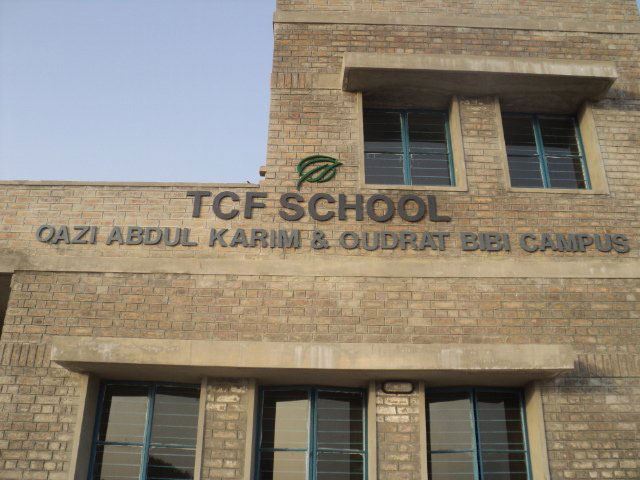 TCF SCHOOL
QAZI ABDUL KARIM & QUDRAT BIBI CAMPUS